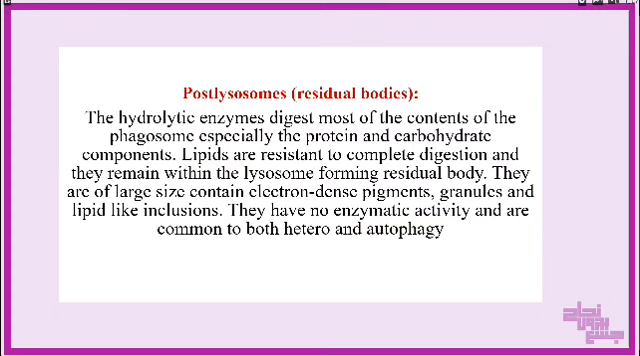 Postlysosomes (residual bodies):
The hydrolytic enzymes digest most of the contents of the
phagosome especially the protein and carbohydrate
components. Lipids are resistant to complete digestion and
they remain within the lysosome forming residual body. They
are of large size contain electron-dense pigments, granules and
lipid like inclusions. They have no enzymatic activity and are
common to both hetero and autophagy